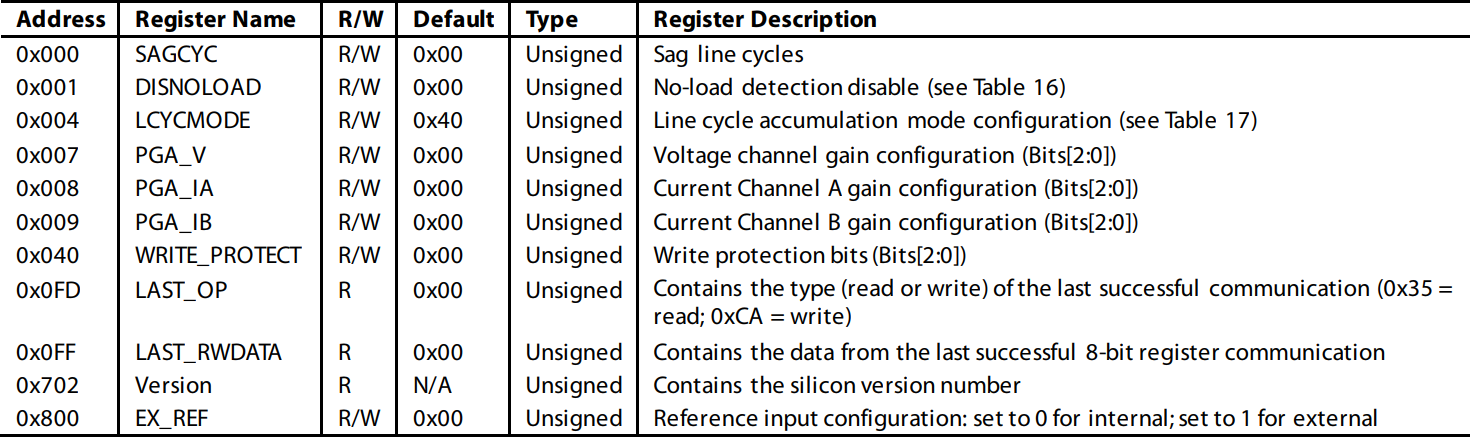 Address Register Name R/W Default Type Register Description
0x000 SAGCYC R/W 0x00 Unsigned Sag line cycles
0x001 DISNOLOAD R/W 0x00 Unsigned No-load detection disable (see Table 16)
0x004 LCYCMODE R/W 0x40 Unsigned Line cycle accumulation mode configuration (see Table 17)
0x007 PGA_V R/W 0x00 Unsigned Voltage channel gain configuration (Bits[2:0])
0x008 PGA_IA R/W 0x00 Unsigned Current Channel A gain configuration (Bits[2:0])
0x009 PGA_IB R/W 0x00 Unsigned Current Channel B gain configuration (Bits[2:0])
0x040 WRITE_PROTECT R/W 0x00 Unsigned Write protection bits (Bits[2:0])
0x0FD LAST_OP R 0x00 Unsigned Contains the type (read or write) of the last successful communication (0x35 =
read; 0xCA = write)
0x0FF LAST_RWDATA R 0x00 Unsigned Contains the data from the last successful 8-bit register communication
0x702 Version R N/A Unsigned Contains the silicon version number
0x800 EX_REF R/W 0x00 Unsigned Reference input configuration: set to 0 for internal; set to 1 for external